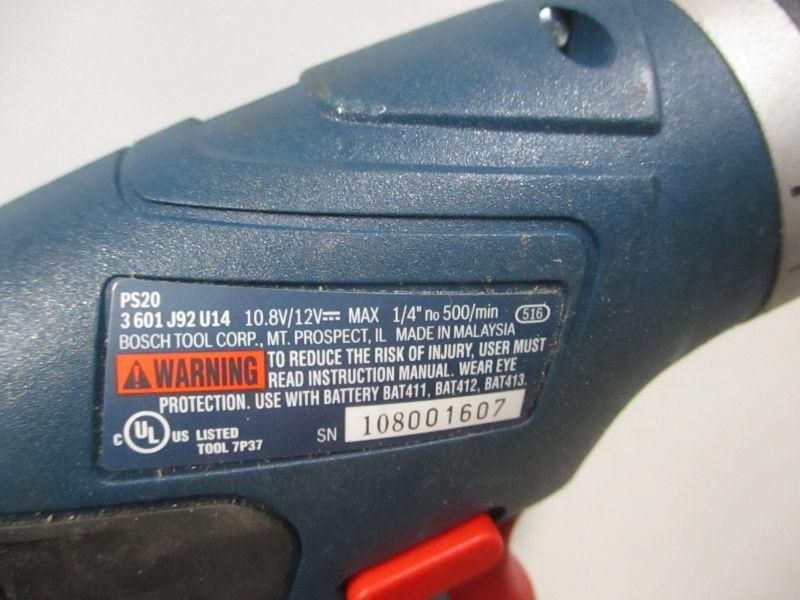 PS20
3 601 J92 U14 10.8V/12V⎓ MAX 1/4" no 500/min 516
BOSCH TOOL CORP., MT. PROSPECT, IL MADE IN MALAYSIA
WARNING TO REDUCE THE RISK OF INJURY, USER MUST
READ INSTRUCTION MANUAL. WEAR EYE
PROTECTION. USE WITH BATTERY BAT411, BAT412, BAT413.
C UL US LISTED
TOOL 7P37
SN 108001607